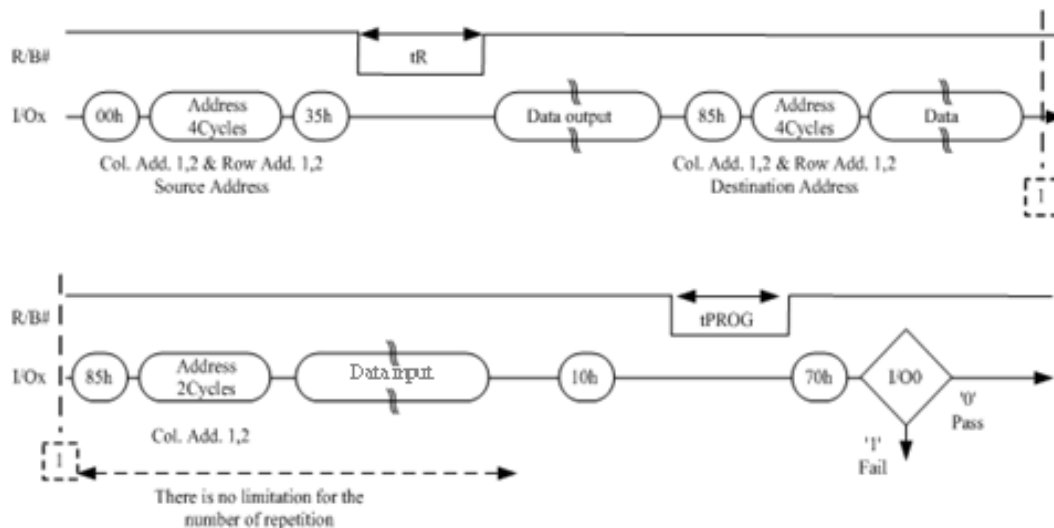 R/B#
tR
I/Ox
00h
Address
4Cycles
35h
Data output
85h
Address
4Cycles
Data
Col. Add. 1,2 & Row Add. 1,2
Source Address
Col. Add. 1,2 & Row Add. 1,2
Destination Address
1
R/B#
tPROG
I/Ox
85h
Address
2Cycles
Data input
10h
70h
I/O0
'0'
Pass
'1'
Fail
Col. Add. 1,2
1
There is no limitation for the
number of repetition